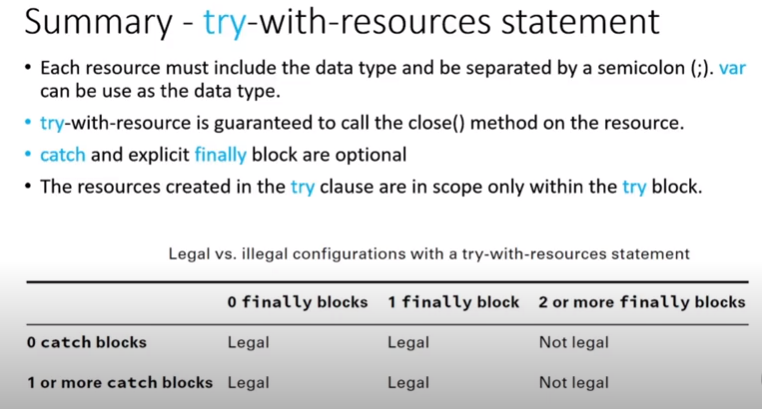 Summary - try-with-resources statement
• Each resource must include the data type and be separated by a semicolon (;). var
can be use as the data type.
• try-with-resource is guaranteed to call the close() method on the resource.
• catch and explicit finally block are optional
• The resources created in the try clause are in scope only within the try block.
Legal vs. illegal configurations with a try-with-resources statement
0 finally blocks 1 finally block 2 or more finally blocks
0 catch blocks Legal Legal Not legal
1 or more catch blocks Legal Legal Not legal